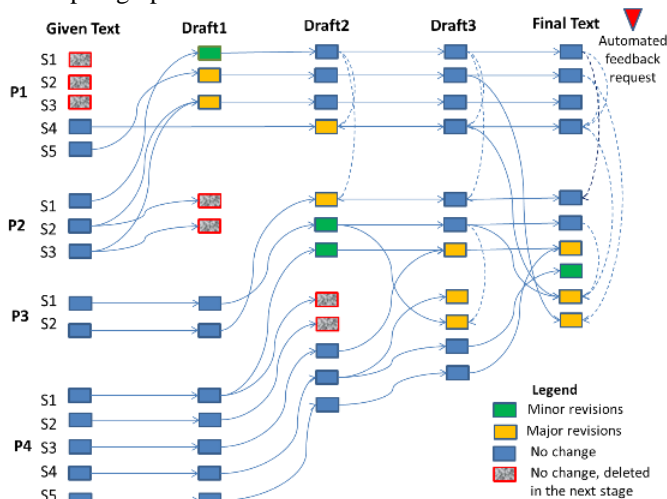 Given Text Draft1 Draft2 Draft3 Final Text
Automated
feedback
request
S1
S2
P1
S3
S4
S5
S1
P2
S2
S3
S1
P3
S2
S1
S2
P4
S3
S4
S5
Legend
Minor revisions
Major revisions
No change
No change, deleted
in the next stage